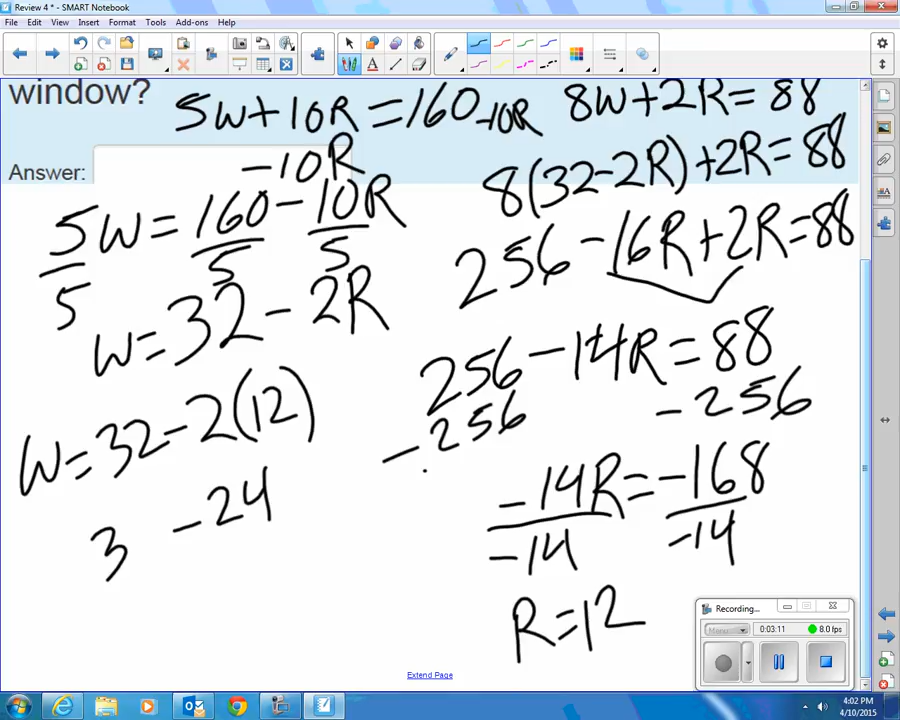 Review 4 * - SMART Notebook
File Edit View Insert Format Tools Add-ons Help
window?
Answer:
5W+10R=160-10R
-10R
5W=160-10R
5 5 5
W=32-2R
W=32-2(12)
3 -24
8W+2R=88
8(32-2R)+2R=88
256-16R+2R=88
256-14R=88
-256 -256
-14R=-168
-14 -14
R=12
Recording...
Menu
0:03:11
8.0 fps
Extend Page
4:02 PM
4/10/2015